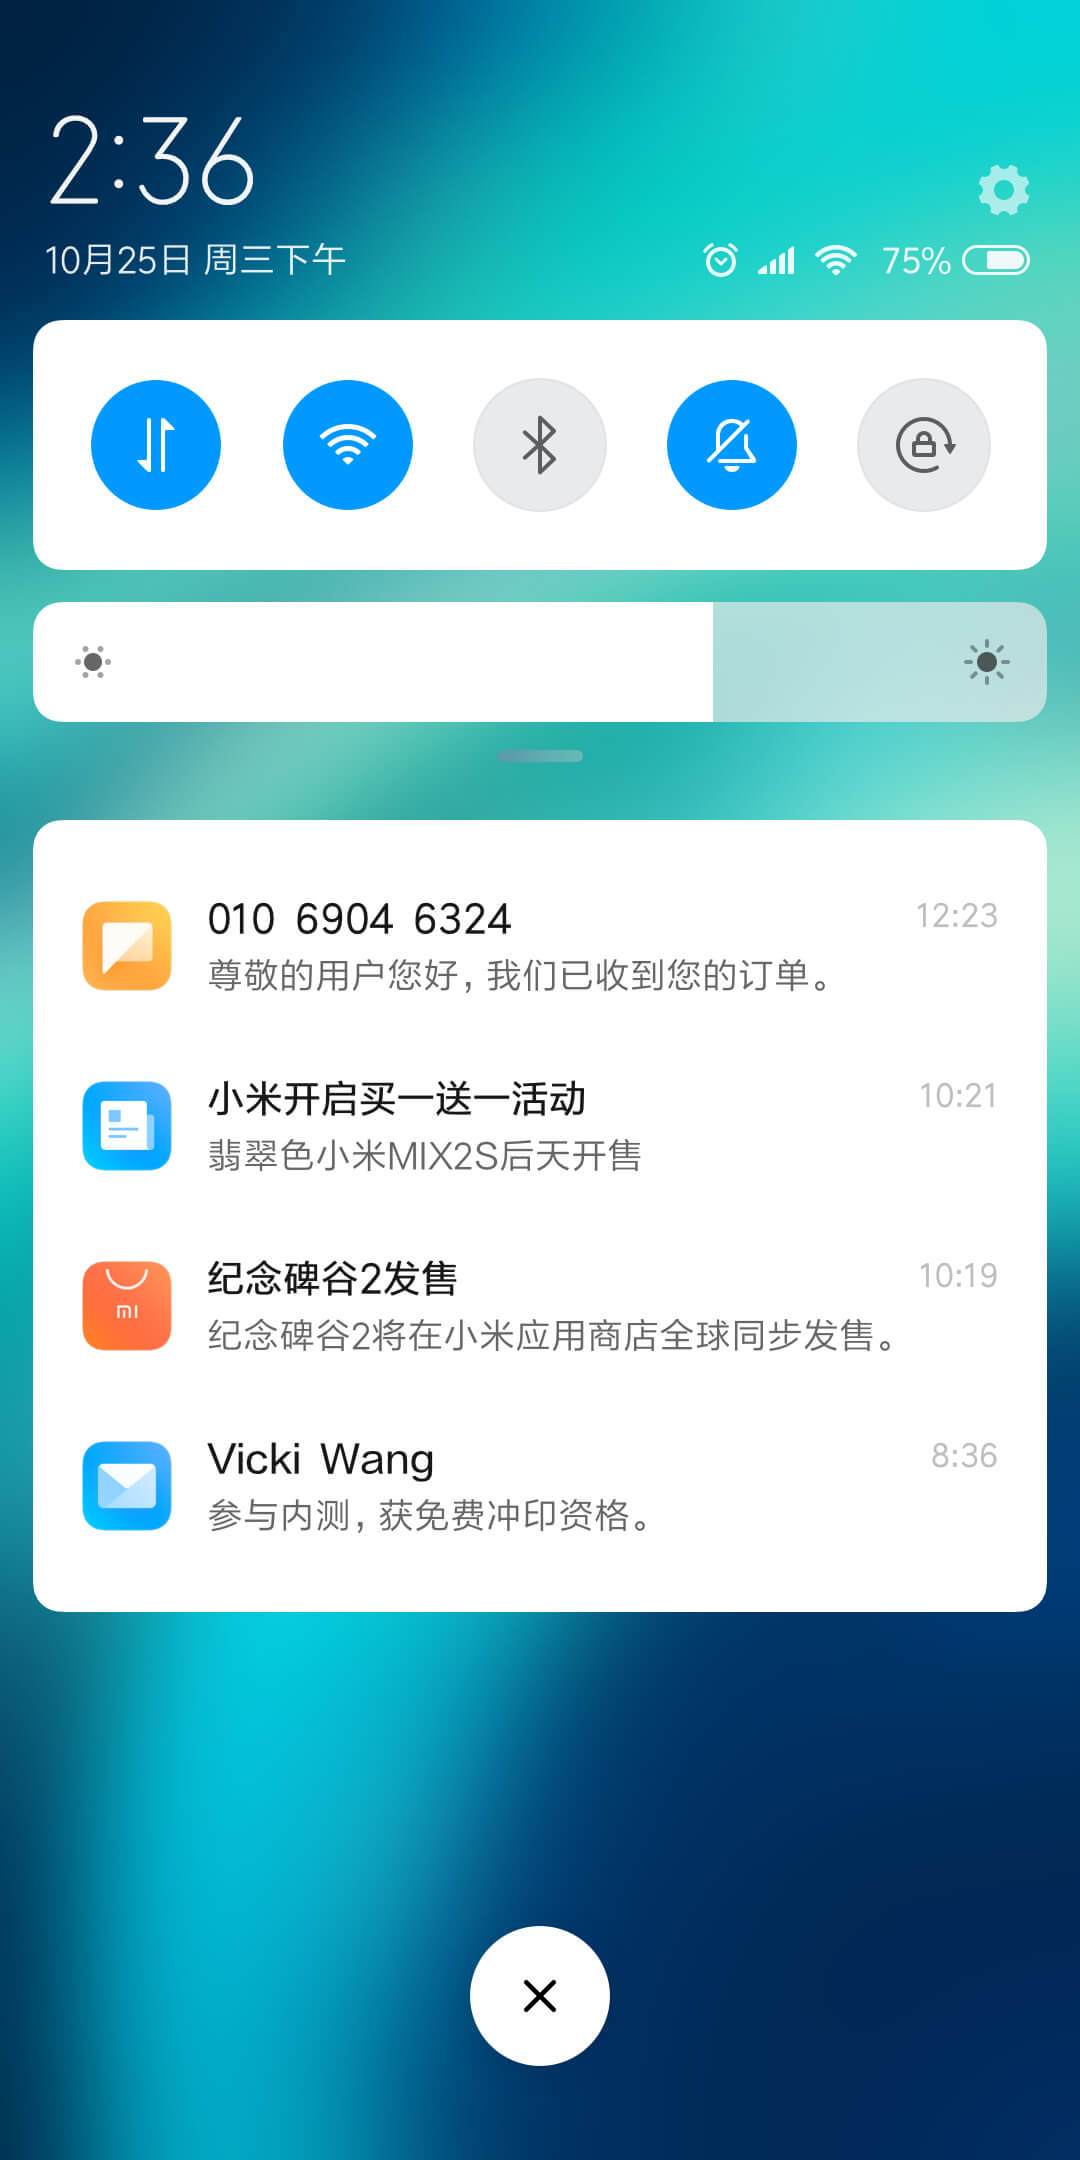 2:36
10月25日 周三下午
75%
010 6904 6324
12:23
尊敬的用户您好，我们已收到您的订单。
小米开启买一送一活动
10:21
翡翠色小米MIX2S后天开售
纪念碑谷2发售
10:19
纪念碑谷2将在小米应用商店全球同步发售。
Vicki Wang
8:36
参与内测，获免费冲印资格。